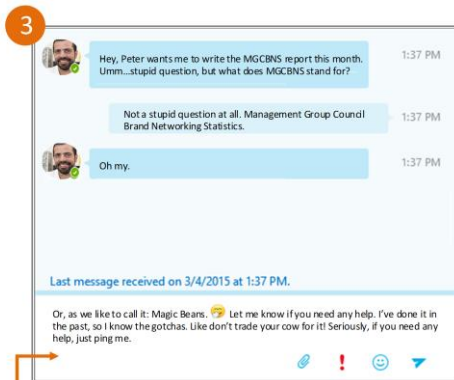 3
Hey, Peter wants me to write the MGCBNS report this month.
1:37 PM
Umm...stupid question, but what does MGCBNS stand for?
Not a stupid question at all. Management Group Council
1:37 PM
Brand Networking Statistics.
Oh my.
1:37 PM
Last message received on 3/4/2015 at 1:37 PM.
Or, as we like to call it: Magic Beans. Let me know if you need any help. I've done it in
the past, so I know the gotchas. Like don't trade your cow for it! Seriously, if you need any
help, just ping me.